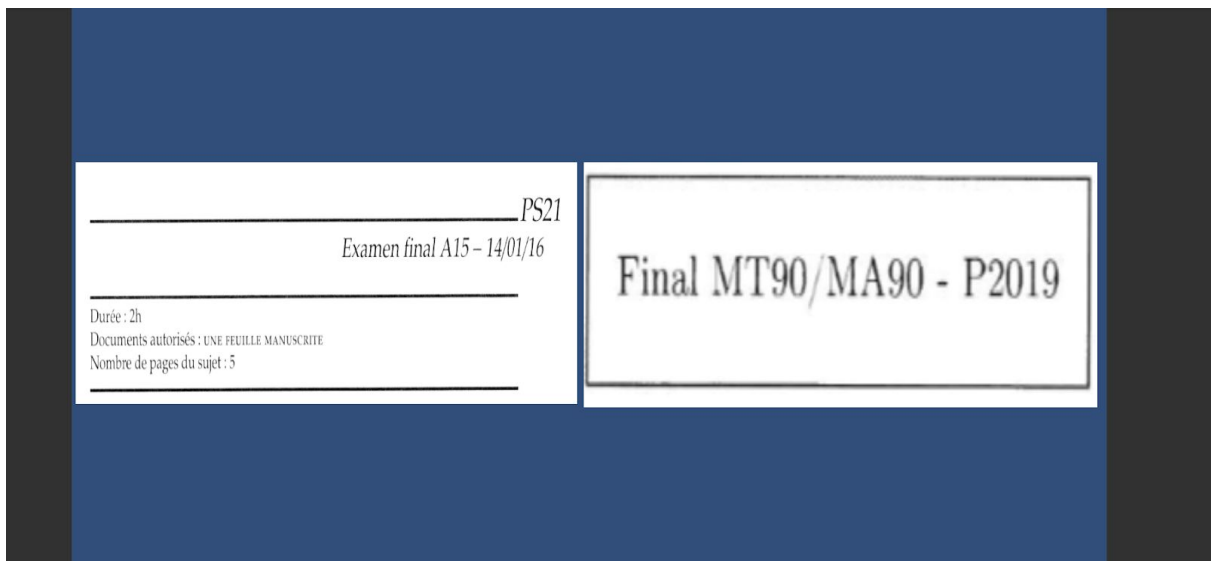 PS21
Examen final A15 – 14/01/16
Durée : 2h
Documents autorisés : UNE FEUILLE MANUSCRITE
Nombre de pages du sujet : 5
Final MT90/MA90 - P2019